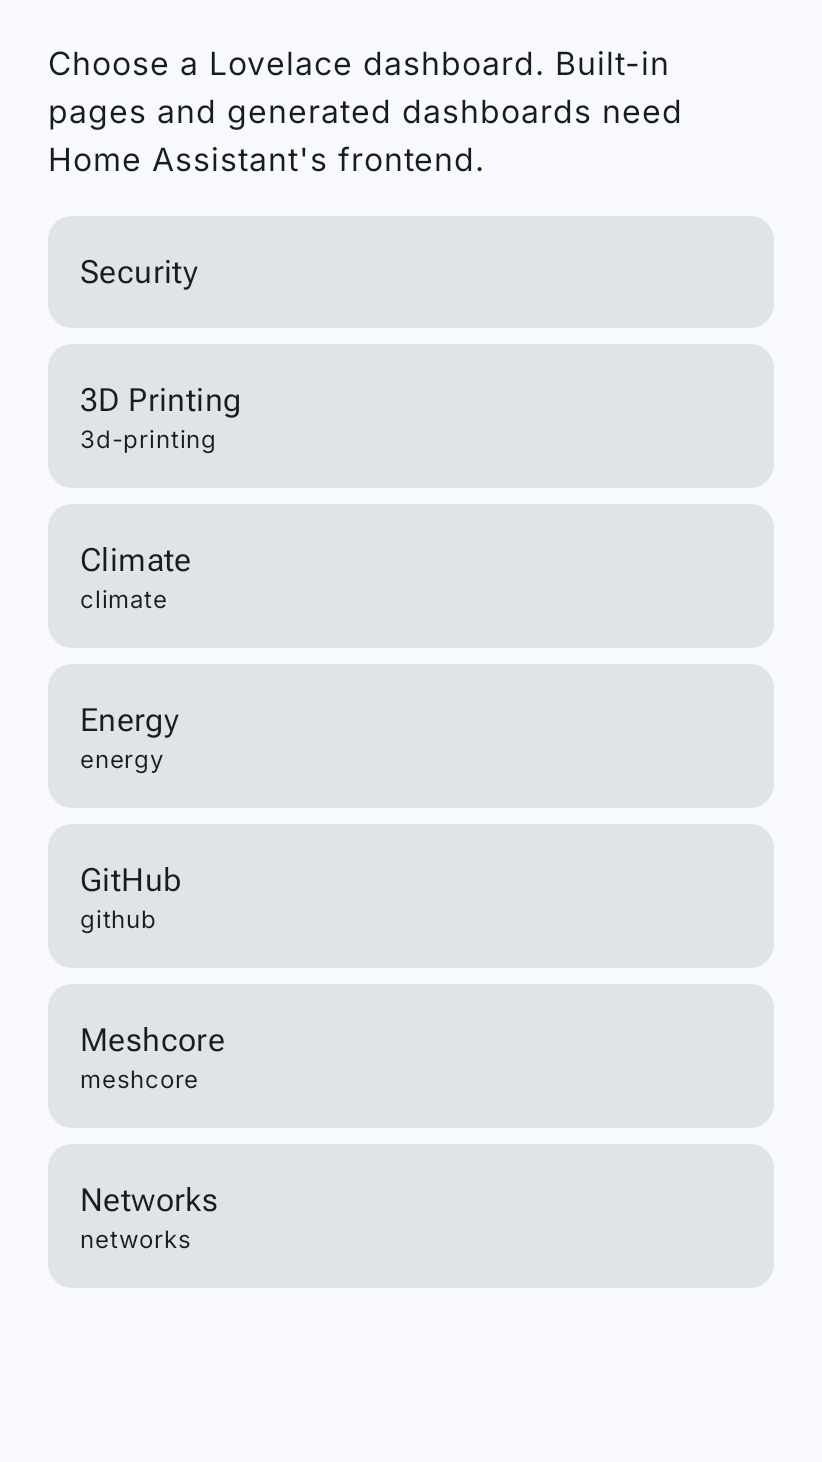 Choose a Lovelace dashboard. Built-in
pages and generated dashboards need
Home Assistant's frontend.
Security
3D Printing
3d-printing
Climate
climate
Energy
energy
GitHub
github
Meshcore
meshcore
Networks
networks